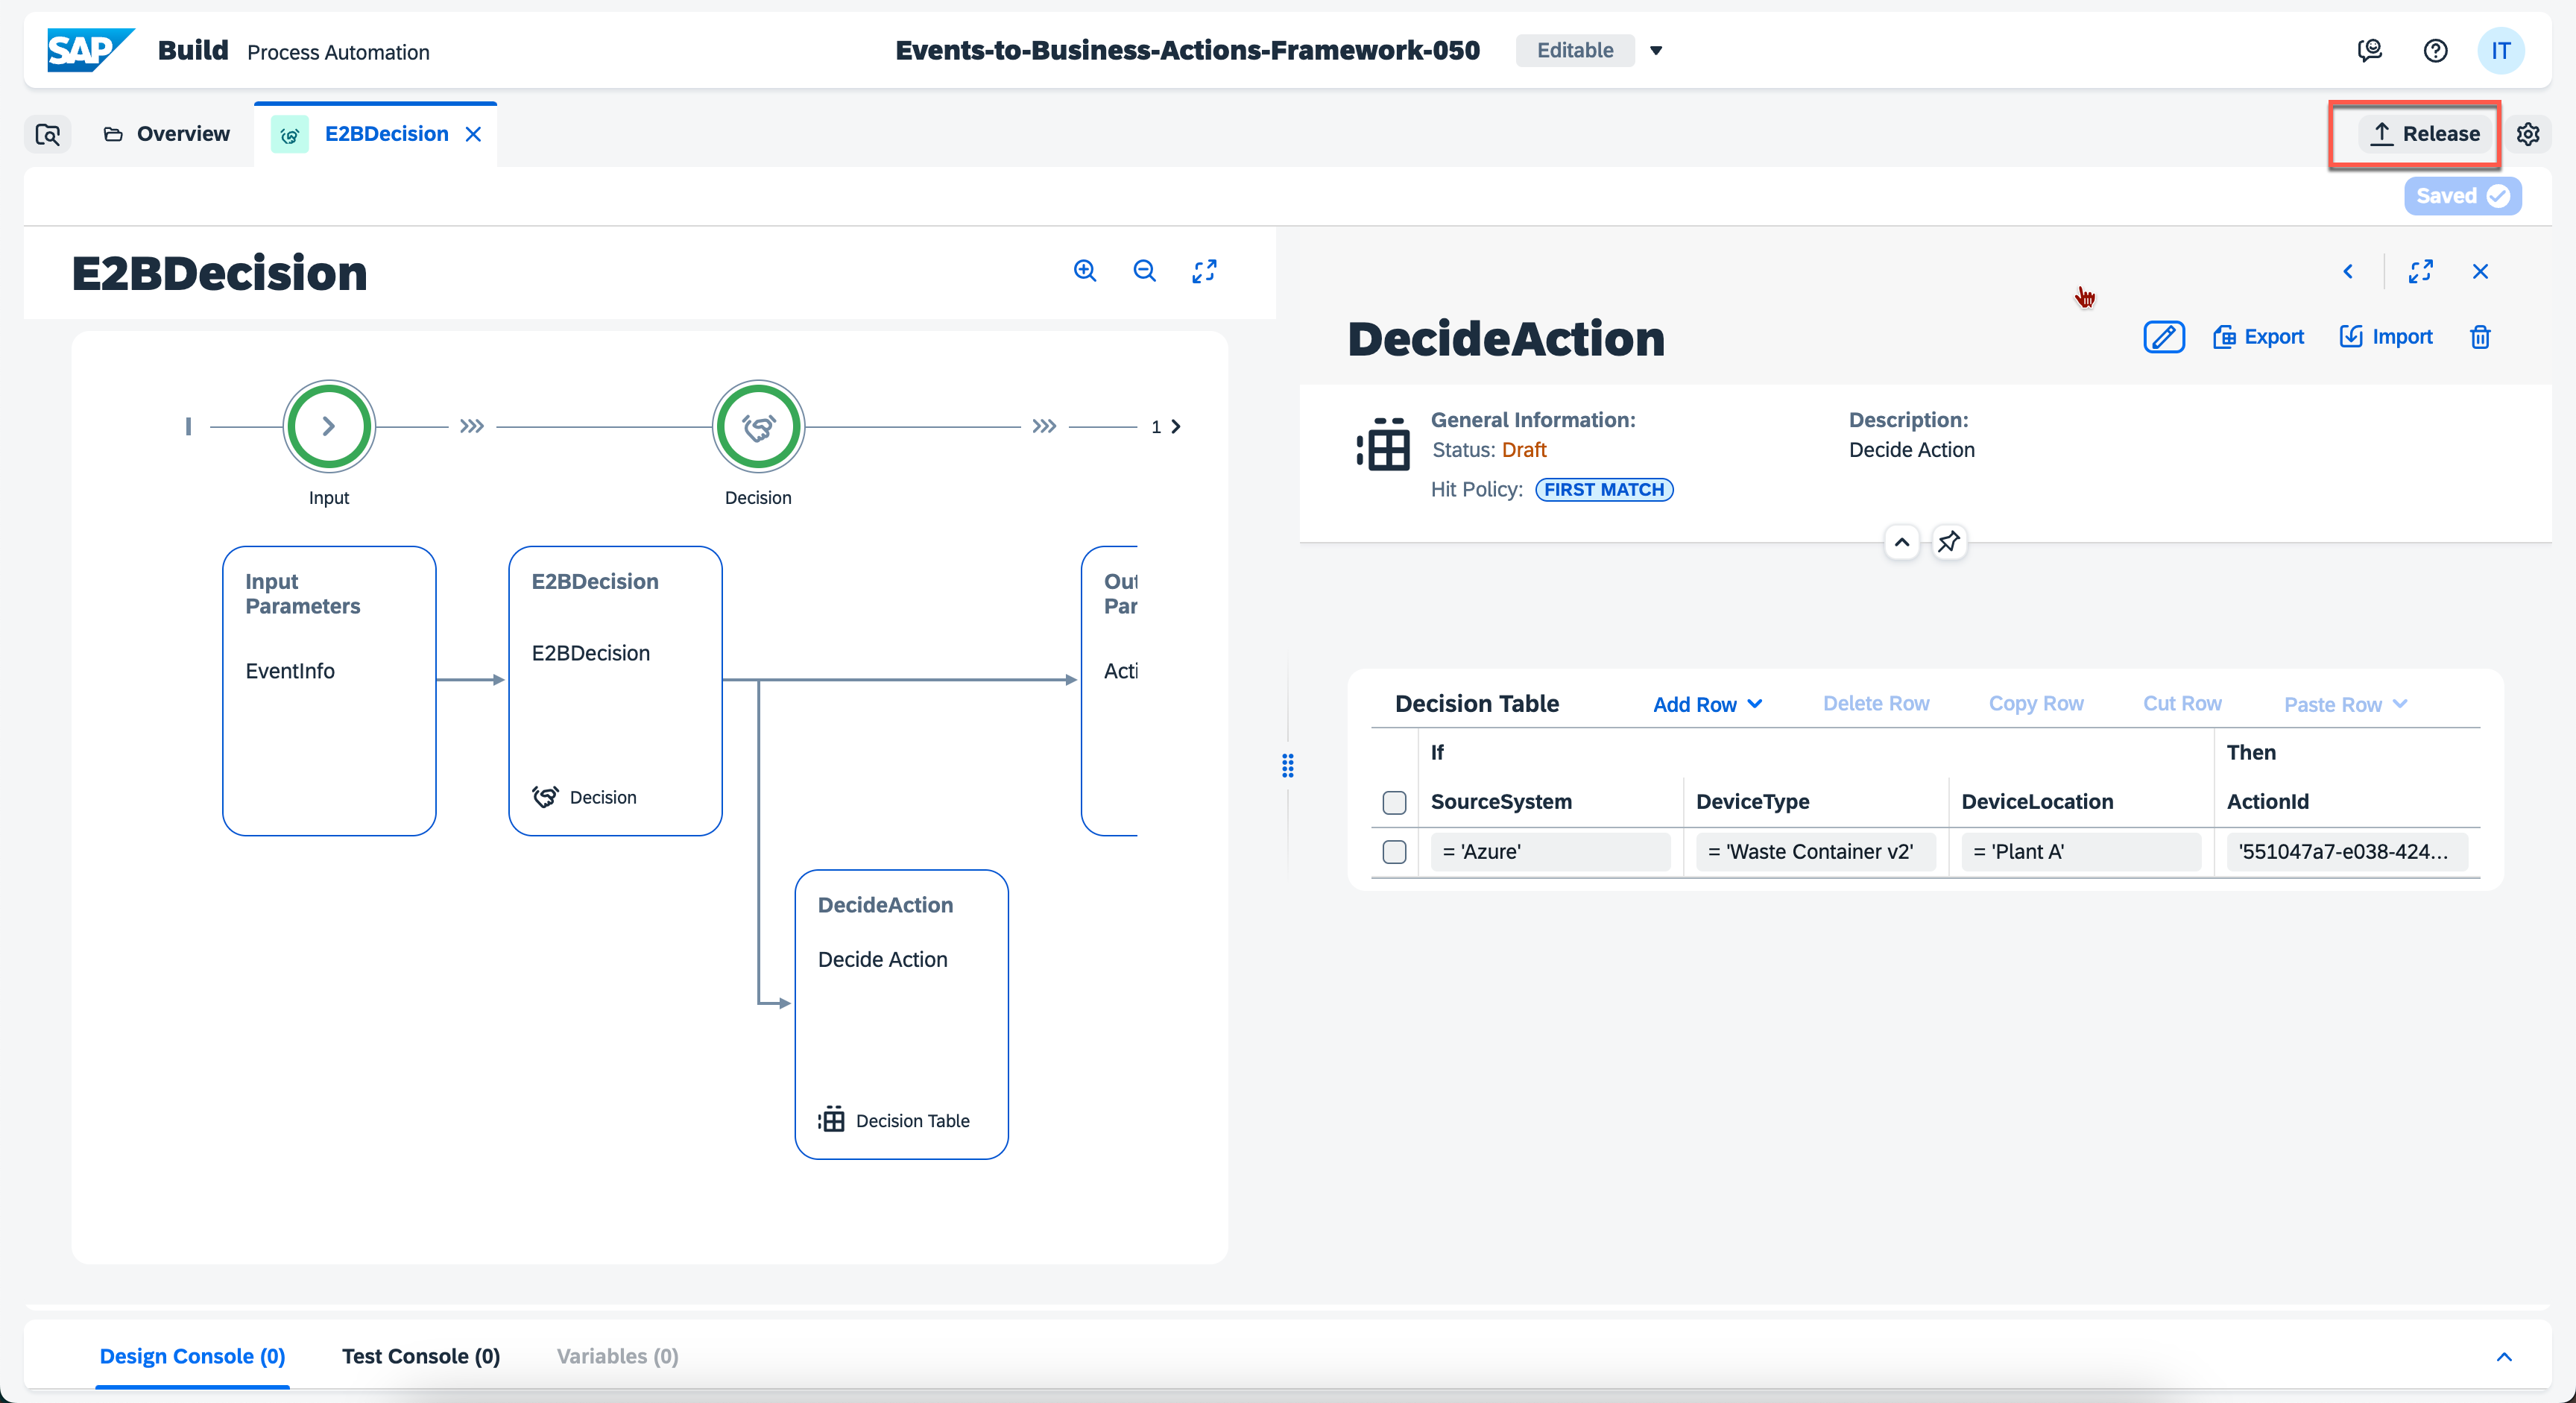 SAP Build Process Automation
Events-to-Business-Actions-Framework-050 Editable
IT
Overview
E2BDecision
Release
Saved
E2BDecision
1
Input
Decision
Input
Parameters
EventInfo
E2BDecision
E2BDecision
Decision
Out
Par
Acti
DecideAction
Decide Action
Decision Table
DecideAction
Export
Import
General Information:
Status: Draft
Hit Policy: FIRST MATCH
Description:
Decide Action
Decision Table Add Row Delete Row Copy Row Cut Row Paste Row
If Then
SourceSystem DeviceType DeviceLocation ActionId
= 'Azure' = 'Waste Container v2' = 'Plant A' '551047a7-e038-424...
Design Console (0) Test Console (0) Variables (0)